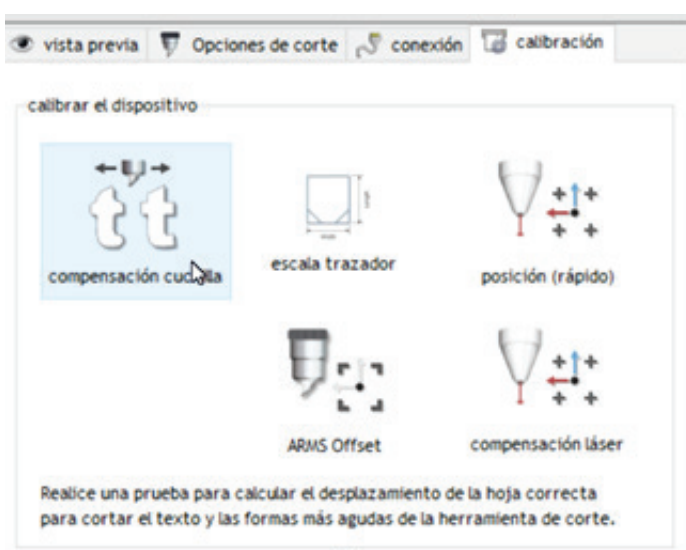 vista previa Opciones de corte conexión calibración
calibrar el dispositivo
compensación cuchilla
escala trazador
posición (rápido)
ARMS Offset
compensación láser
Realice una prueba para calcular el desplazamiento de la hoja correcta
para cortar el texto y las formas más agudas de la herramienta de corte.